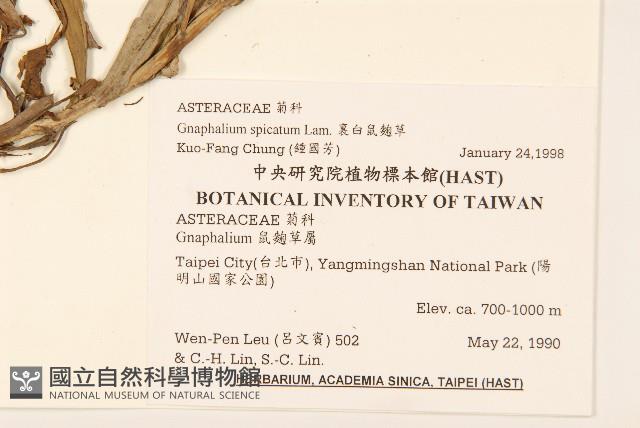 ASTERACEAE 菊科
Gnaphalium spicatum Lam. 裏白鼠麴草
Kuo-Fang Chung (鍾國芳) January 24,1998
中央研究院植物標本館(HAST)
BOTANICAL INVENTORY OF TAIWAN
ASTERACEAE 菊科
Gnaphalium 鼠麴草屬
Taipei City(台北市), Yangmingshan National Park (陽
明山國家公園)
Elev. ca. 700-1000 m
Wen-Pen Leu (呂文賓) 502 May 22, 1990
& C.-H. Lin, S.-C. Lin.
HERBARIUM, ACADEMIA SINICA, TAIPEI (HAST)
國立自然科學博物館
NATIONAL MUSEUM OF NATURAL SCIENCE